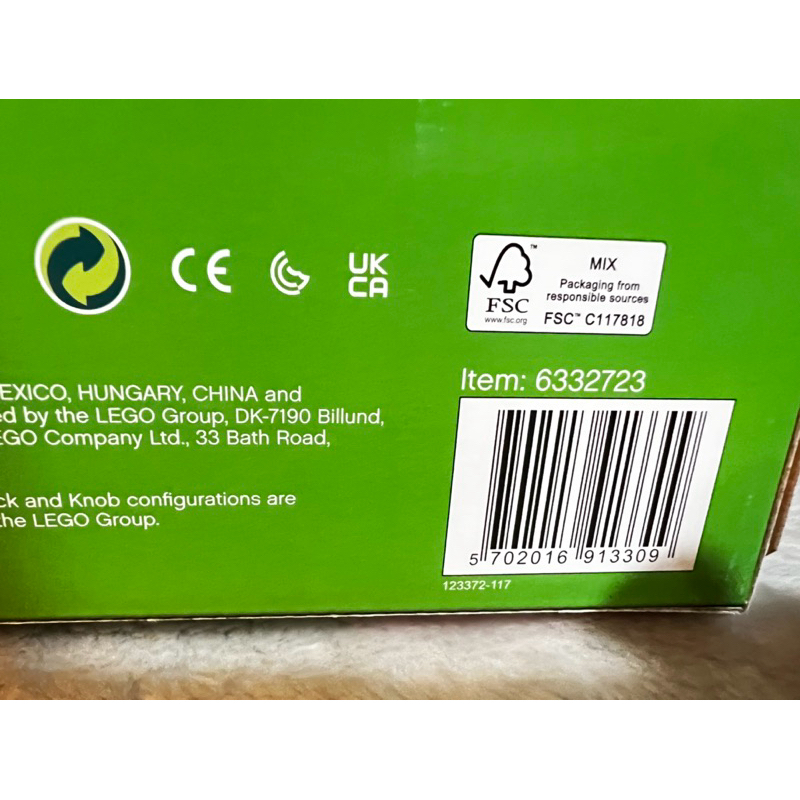 CE
UK
CA
FSC
™
www.fsc.org
MIX
Packaging from
responsible sources
FSC™ C117818
EXICO, HUNGARY, CHINA and
ed by the LEGO Group, DK-7190 Billund,
EGO Company Ltd., 33 Bath Road,
ck and Knob configurations are
the LEGO Group.
Item: 6332723
5 702016 913309
123372-117